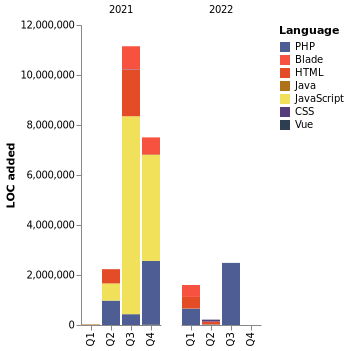 2021
2022
LOC added
12,000,000
10,000,000
8,000,000
6,000,000
4,000,000
2,000,000
0
Q1
Q2
Q3
Q4
Q1
Q2
Q3
Q4
Language
PHP
Blade
HTML
Java
JavaScript
CSS
Vue